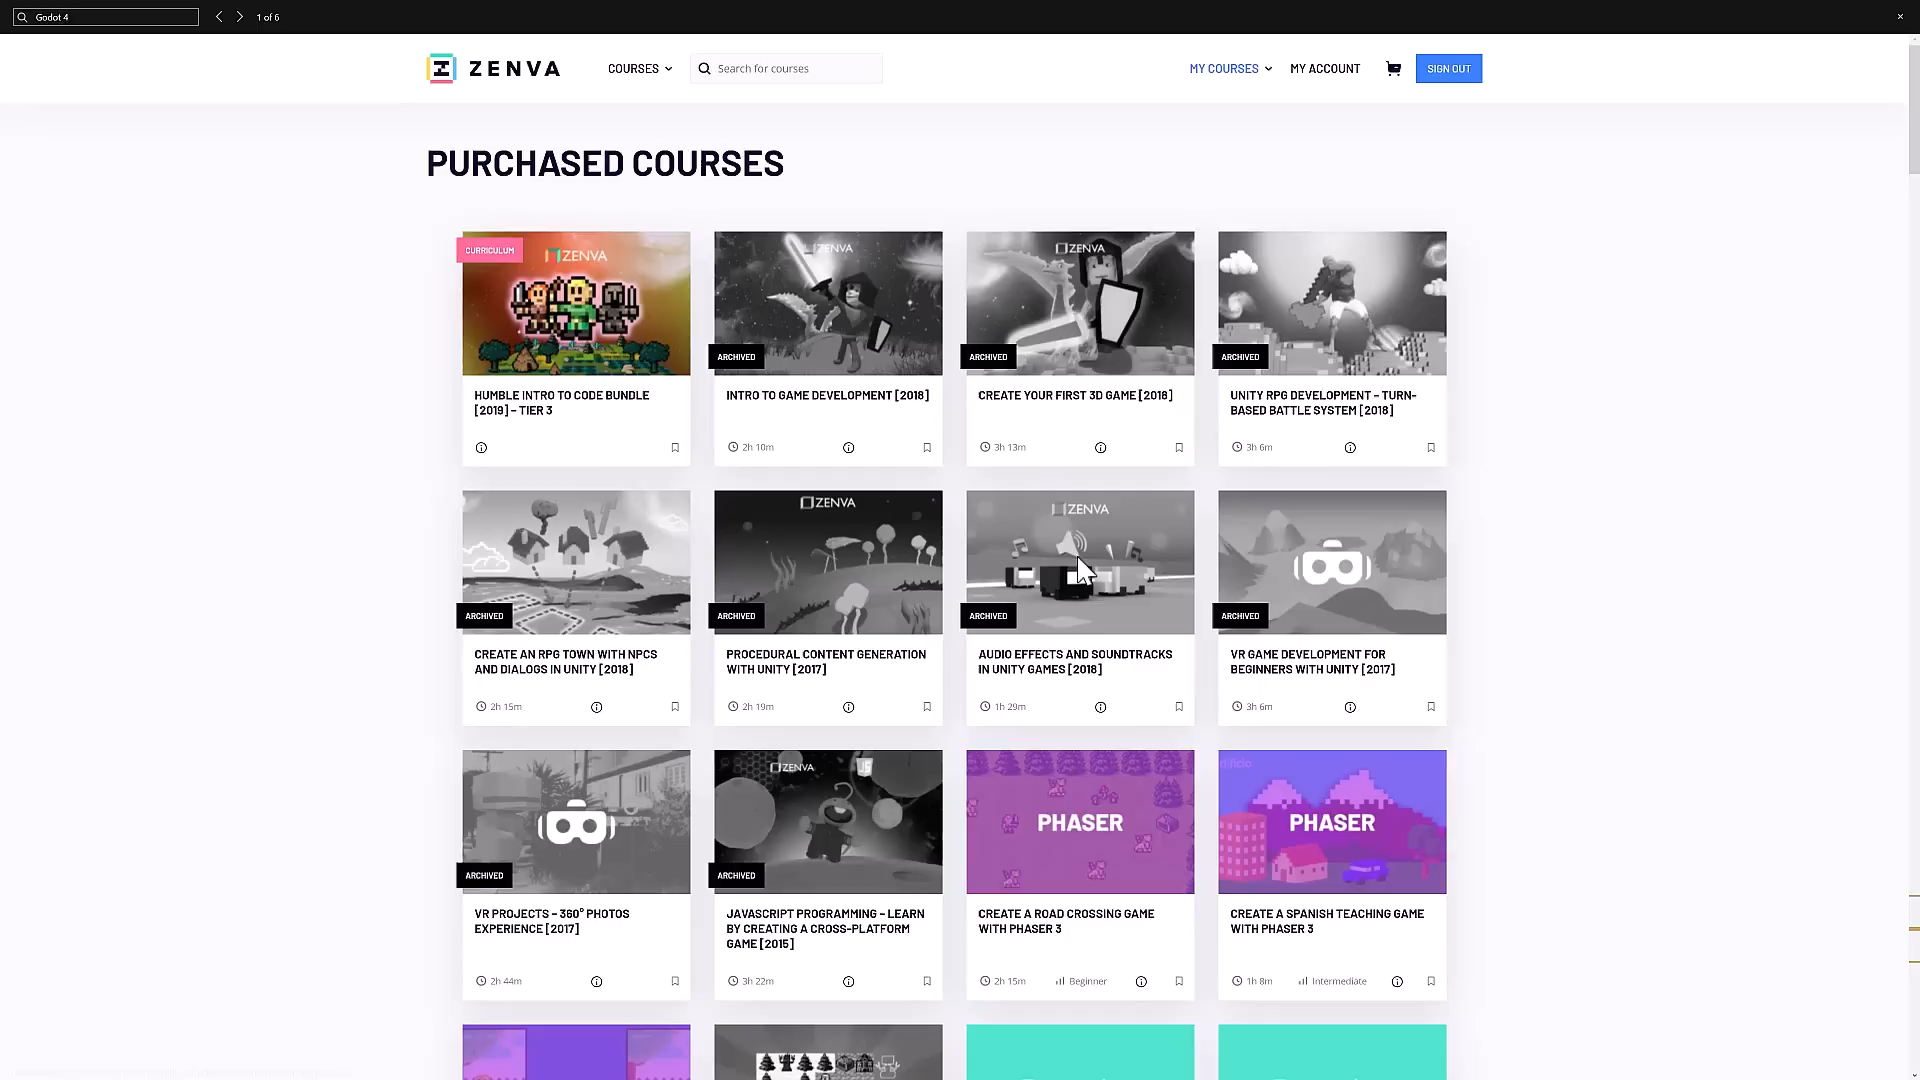 Godot 4
1 of 6
ZENVA
COURSES
Search for courses
MY COURSES
MY ACCOUNT
SIGN OUT
PURCHASED COURSES
CURRICULUM
ZENVA
HUMBLE INTRO TO CODE BUNDLE
[2019] – TIER 3
ZENVA
ARCHIVED
INTRO TO GAME DEVELOPMENT [2018]
2h 10m
ZENVA
ARCHIVED
CREATE YOUR FIRST 3D GAME [2018]
3h 13m
ARCHIVED
UNITY RPG DEVELOPMENT – TURN-
BASED BATTLE SYSTEM [2018]
3h 6m
ARCHIVED
CREATE AN RPG TOWN WITH NPCS
AND DIALOGS IN UNITY [2018]
2h 15m
ZENVA
ARCHIVED
PROCEDURAL CONTENT GENERATION
WITH UNITY [2017]
2h 19m
ZENVA
ARCHIVED
AUDIO EFFECTS AND SOUNDTRACKS
IN UNITY GAMES [2018]
1h 29m
ARCHIVED
VR GAME DEVELOPMENT FOR
BEGINNERS WITH UNITY [2017]
3h 6m
ARCHIVED
VR PROJECTS – 360° PHOTOS
EXPERIENCE [2017]
2h 44m
ZENVA
JS
ARCHIVED
JAVASCRIPT PROGRAMMING – LEARN
BY CREATING A CROSS-PLATFORM
GAME [2015]
3h 22m
PHASER
CREATE A ROAD CROSSING GAME
WITH PHASER 3
2h 15m
Beginner
PHASER
CREATE A SPANISH TEACHING GAME
WITH PHASER 3
1h 8m
Intermediate